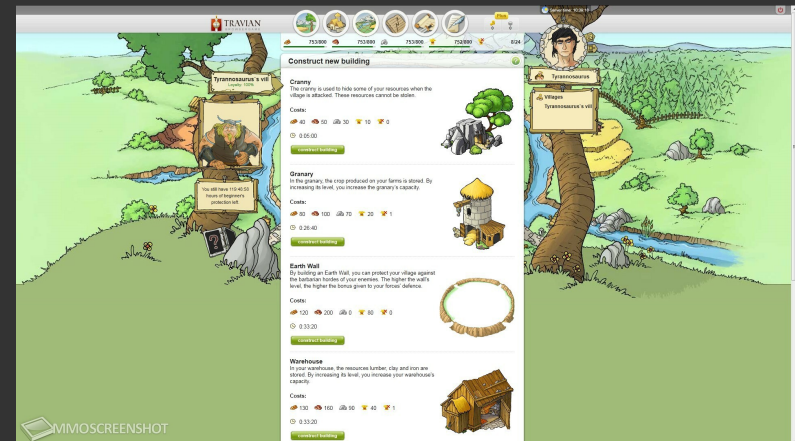 Server time: 10:38:19
TRAVIAN
Plus
753/800 753/800 753/800 752/800 8/24
Construct new building
Tyrannosaurus`s vill
Loyalty: 100%
You still have 119:48:55
hours of beginner's
protection left.
Cranny
The cranny is used to hide some of your resources when the
village is attacked. These resources cannot be stolen.
Costs:
40 50 30 10 0
0:05:00
construct building
Granary
In the granary, the crop produced on your farms is stored. By
increasing its level, you increase the granary's capacity.
Costs:
80 100 70 20 1
0:26:40
construct building
Earth Wall
By building an Earth Wall, you can protect your village against
the barbarian hordes of your enemies. The higher the wall's
level, the higher the bonus given to your forces' defence.
Costs:
120 200 0 80 0
0:33:20
construct building
Warehouse
In your warehouse, the resources lumber, clay and iron are
stored. By increasing its level, you increase your warehouse's
capacity.
Costs:
130 160 90 40 1
0:33:20
construct building
Tyrannosaurus
Villages
Tyrannosaurus`s vill
MMOSCREENSHOT